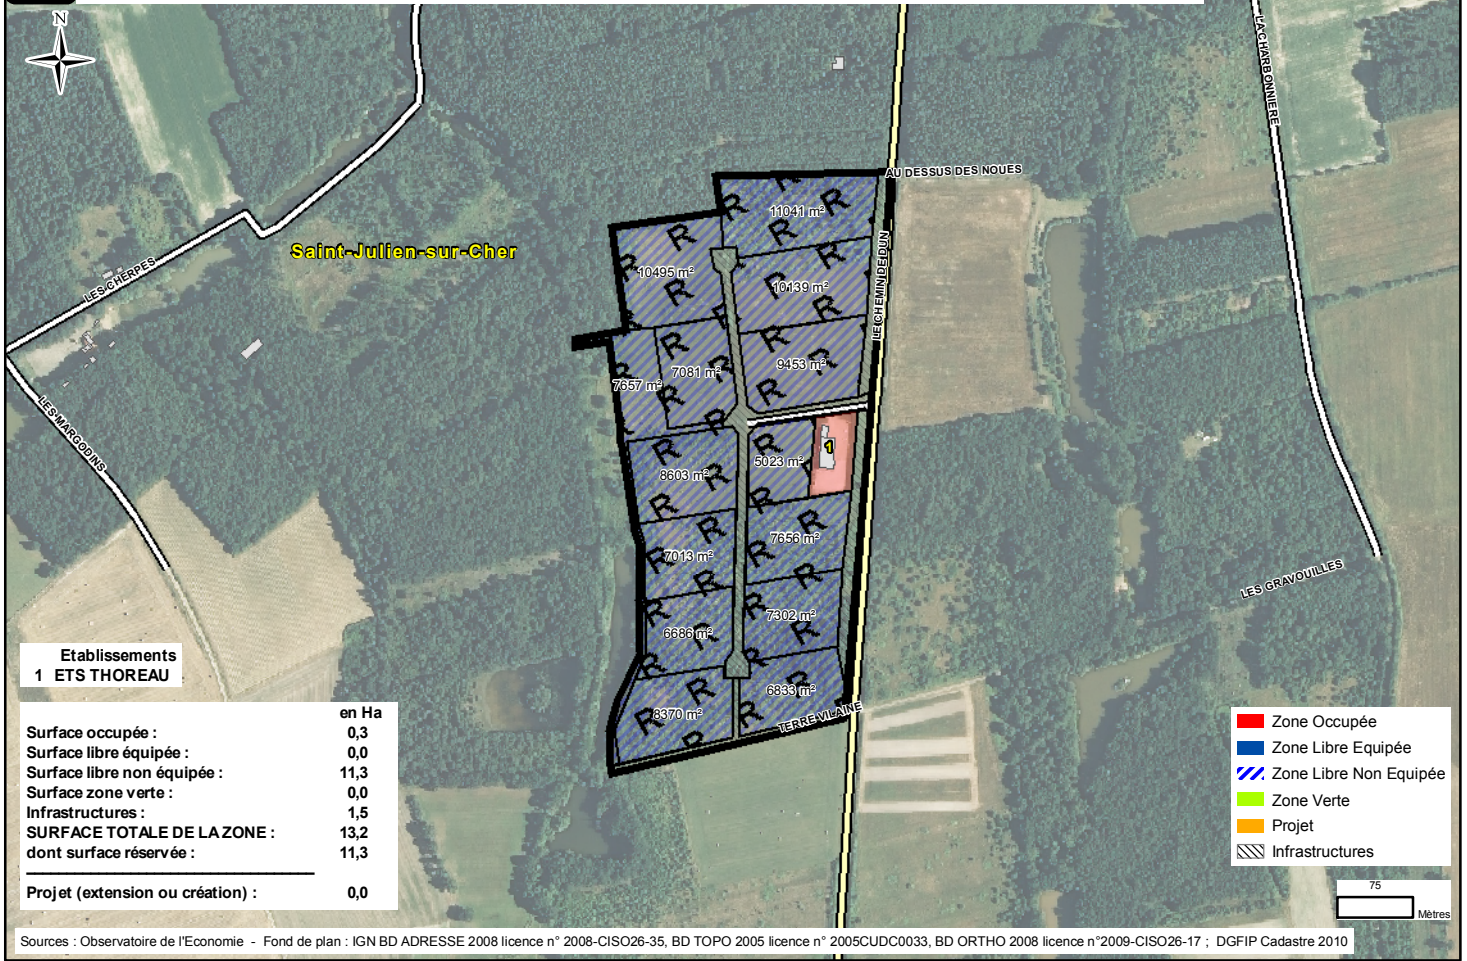 N
LA CHARBONNIERE
AU DESSUS DES NOUES
Saint-Julien-sur-Cher
LES CHERPES
LE CHEMIN DE DUN
LES MARGODINS
LES GRAVOUILLES
TERRE VILAINE
11041 m²
10495 m²
10139 m²
9453 m²
7081 m²
7657 m²
8603 m²
5023 m²
1
7656 m²
7013 m²
7302 m²
6686 m²
6833 m²
8370 m²
R R R R R R R R R R R R R R R R R R R R R R R R R R R R R R
Etablissements
1 ETS THOREAU
en Ha
Surface occupée : 0,3
Surface libre équipée : 0,0
Surface libre non équipée : 11,3
Surface zone verte : 0,0
Infrastructures : 1,5
SURFACE TOTALE DE LA ZONE : 13,2
dont surface réservée : 11,3
Projet (extension ou création) : 0,0
Zone Occupée
Zone Libre Equipée
Zone Libre Non Equipée
Zone Verte
Projet
Infrastructures
75
Mètres
Sources : Observatoire de l'Economie - Fond de plan : IGN BD ADRESSE 2008 licence n° 2008-CISO26-35, BD TOPO 2005 licence n° 2005CUDC0033, BD ORTHO 2008 licence n°2009-CISO26-17 ; DGFIP Cadastre 2010